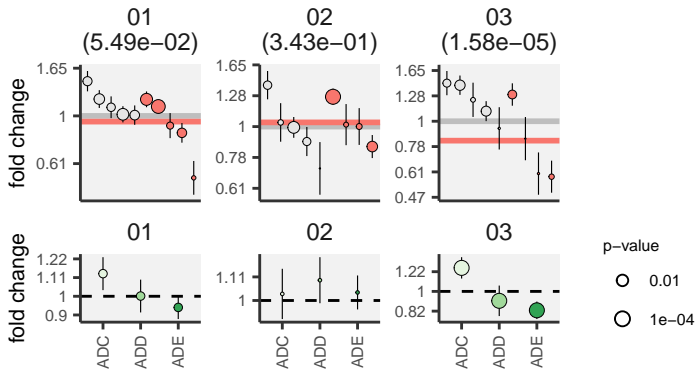 01
(5.49e−02)
02
(3.43e−01)
03
(1.58e−05)
fold change
1.65
1
0.61
1.65
1.28
1
0.78
0.61
1.65
1.28
1
0.78
0.61
0.47
01
02
03
fold change
1.22
1.11
1
0.9
1.11
1
1.22
1
0.82
ADC
ADD
ADE
ADC
ADD
ADE
ADC
ADD
ADE
p−value
0.01
1e−04